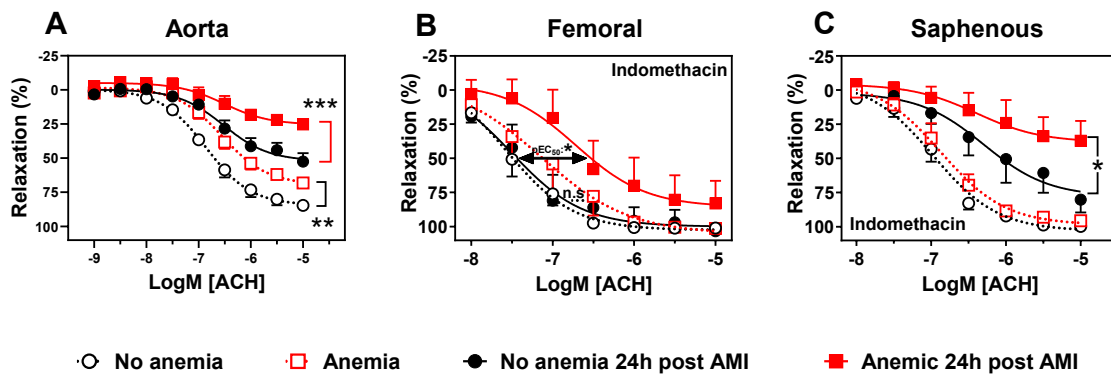 A Aorta
B Femoral
C Saphenous
-25
0
25
50
75
100
Relaxation (%)
-9 -8 -7 -6 -5 -4
LogM [ACH]
***
**
-25
0
25
50
75
100
Relaxation (%)
Indomethacin
pEC50:*
n.s
-8 -7 -6 -5
LogM [ACH]
-25
0
25
50
75
100
Relaxation (%)
*
Indomethacin
-8 -7 -6 -5
LogM [ACH]
No anemia Anemia No anemia 24h post AMI Anemic 24h post AMI